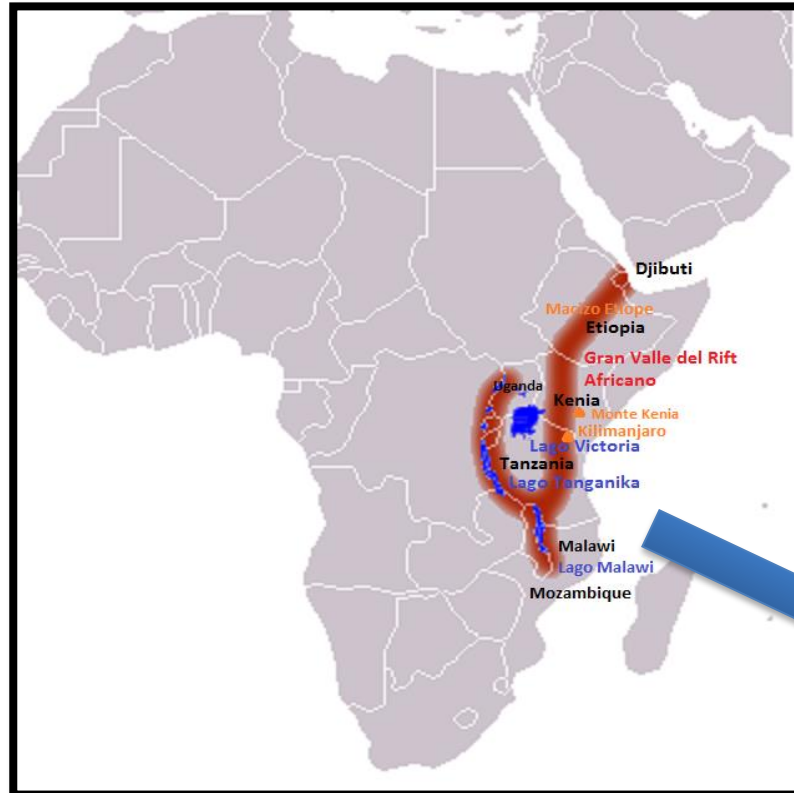 Djibuti
Macizo Etiope
Etiopia
Gran Valle del Rift
Africano
Uganda
Kenia
Monte Kenia
Kilimanjaro
Lago Victoria
Tanzania
Lago Tanganika
Malawi
Lago Malawi
Mozambique